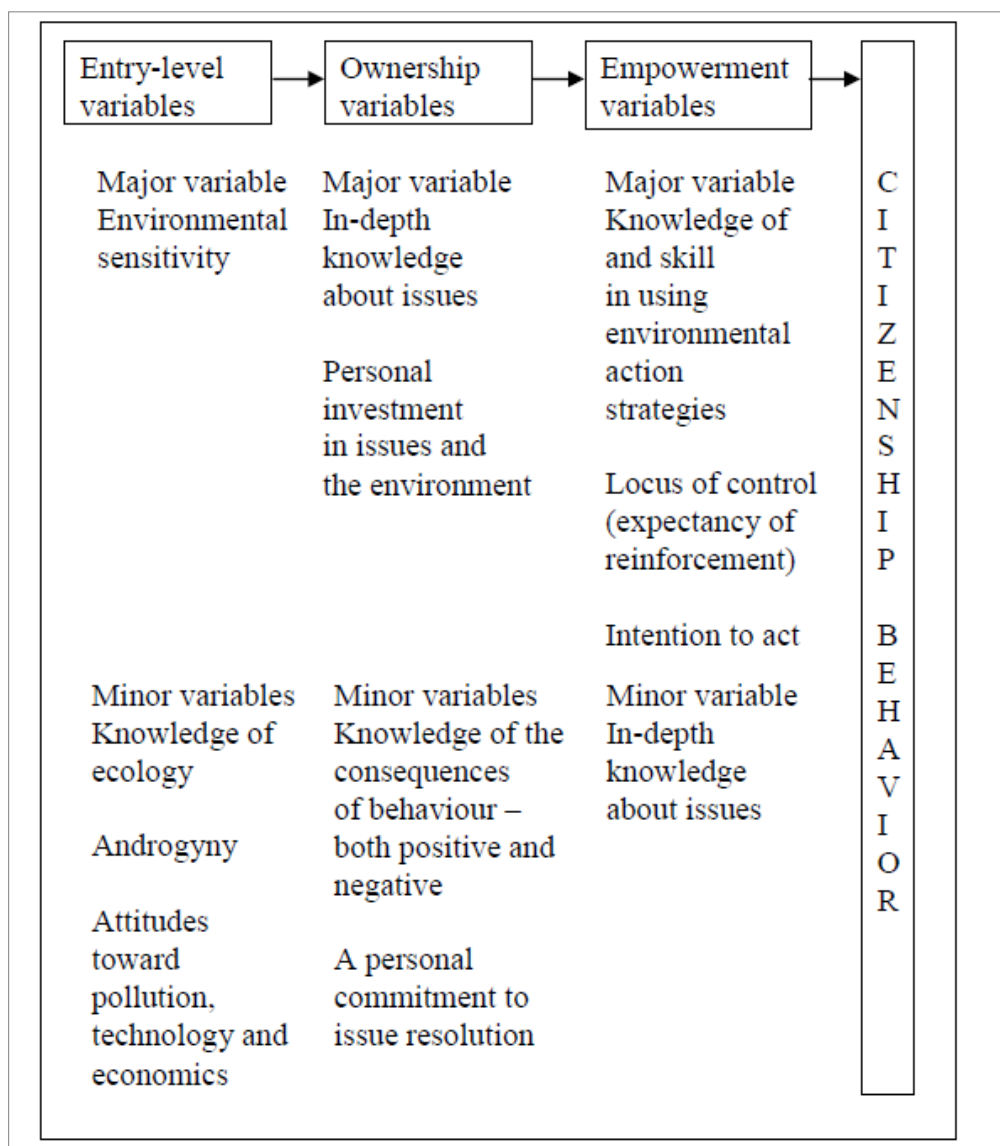 Entry-level
variables
Ownership
variables
Empowerment
variables
Major variable
Environmental
sensitivity
Minor variables
Knowledge of
ecology
Androgyny
Attitudes
toward
pollution,
technology and
economics
Major variable
In-depth
knowledge
about issues
Personal
investment
in issues and
the environment
Minor variables
Knowledge of the
consequences
of behaviour –
both positive and
negative
A personal
commitment to
issue resolution
Major variable
Knowledge of
and skill
in using
environmental
action
strategies
Locus of control
(expectancy of
reinforcement)
Intention to act
Minor variable
In-depth
knowledge
about issues
C
I
T
I
Z
E
N
S
H
I
P
B
E
H
A
V
I
O
R